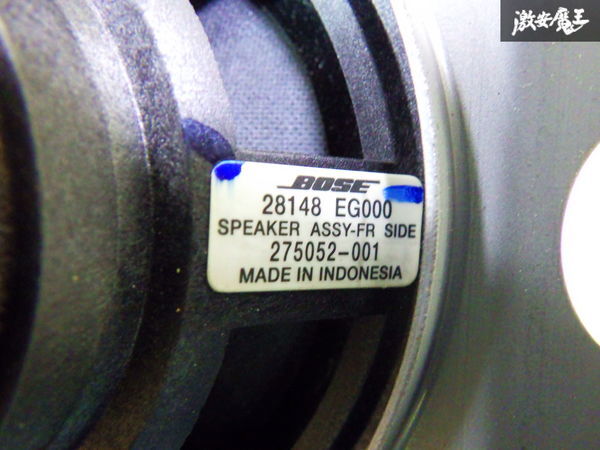 激安魔王
BOSE
28148 EG000
SPEAKER ASSY-FR SIDE
275052-001
MADE IN INDONESIA